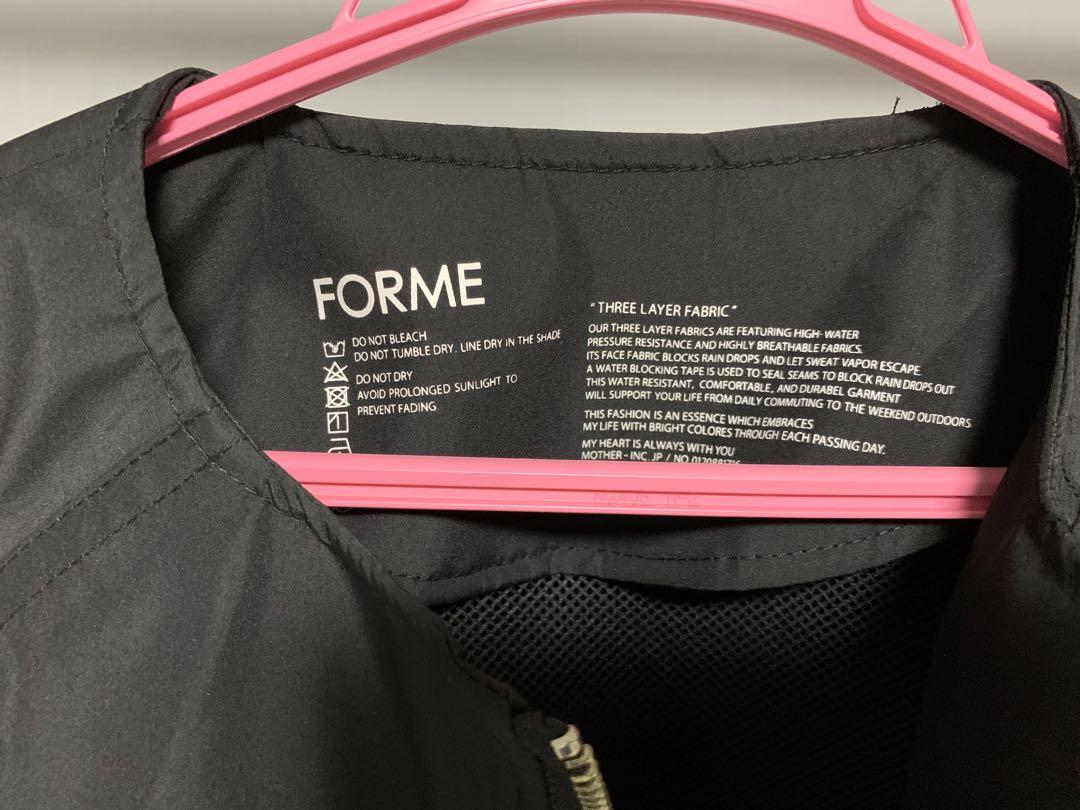 FORME
DO NOT BLEACH
DO NOT TUMBLE DRY. LINE DRY IN THE SHADE
DO NOT DRY
AVOID PROLONGED SUNLIGHT TO
PREVENT FADING
"THREE LAYER FABRIC"
OUR THREE LAYER FABRICS ARE FEATURING HIGH-WATER
PRESSURE RESISTANCE AND HIGHLY BREATHABLE FABRICS.
ITS FACE FABRIC BLOCKS RAIN DROPS AND LET SWEAT VAPOR ESCAPE
A WATER BLOCKING TAPE IS USED TO SEAL SEAMS TO BLOCK RAIN DROPS OUT
THIS WATER RESISTANT, COMFORTABLE, AND DURABEL GARMENT
WILL SUPPORT YOUR LIFE FROM DAILY COMMUTING TO THE WEEKEND OUTDOORS
THIS FASHION IS AN ESSENCE WHICH EMBRACES
MY LIFE WITH BRIGHT COLORES THROUGH EACH PASSING DAY.
MY HEART IS ALWAYS WITH YOU
MOTHER - INC. JP / NO